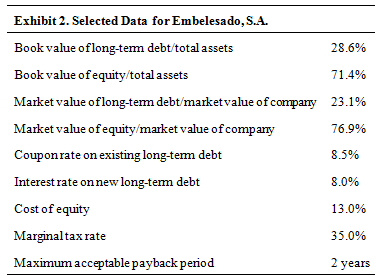 Exhibit 2. Selected Data for Embelesado, S.A.
Book value of long-term debt/total assets 28.6%
Book value of equity/total assets 71.4%
Market value of long-term debt/market value of company 23.1%
Market value of equity/market value of company 76.9%
Coupon rate on existing long-term debt 8.5%
Interest rate on new long-term debt 8.0%
Cost of equity 13.0%
Marginal tax rate 35.0%
Maximum acceptable payback period 2 years